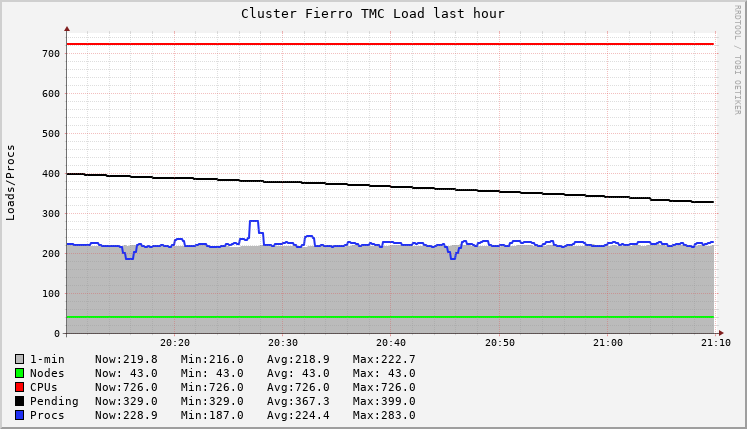 Cluster Fierro TMC Load last hour
RRDTOOL / TOBI OETIKER
Loads/Procs
700
600
500
400
300
200
100
0
20:20 20:30 20:40 20:50 21:00 21:10
1-min Now:219.8 Min:216.0 Avg:218.9 Max:222.7
Nodes Now: 43.0 Min: 43.0 Avg: 43.0 Max: 43.0
CPUs Now:726.0 Min:726.0 Avg:726.0 Max:726.0
Pending Now:329.0 Min:329.0 Avg:367.3 Max:399.0
Procs Now:228.9 Min:187.0 Avg:224.4 Max:283.0